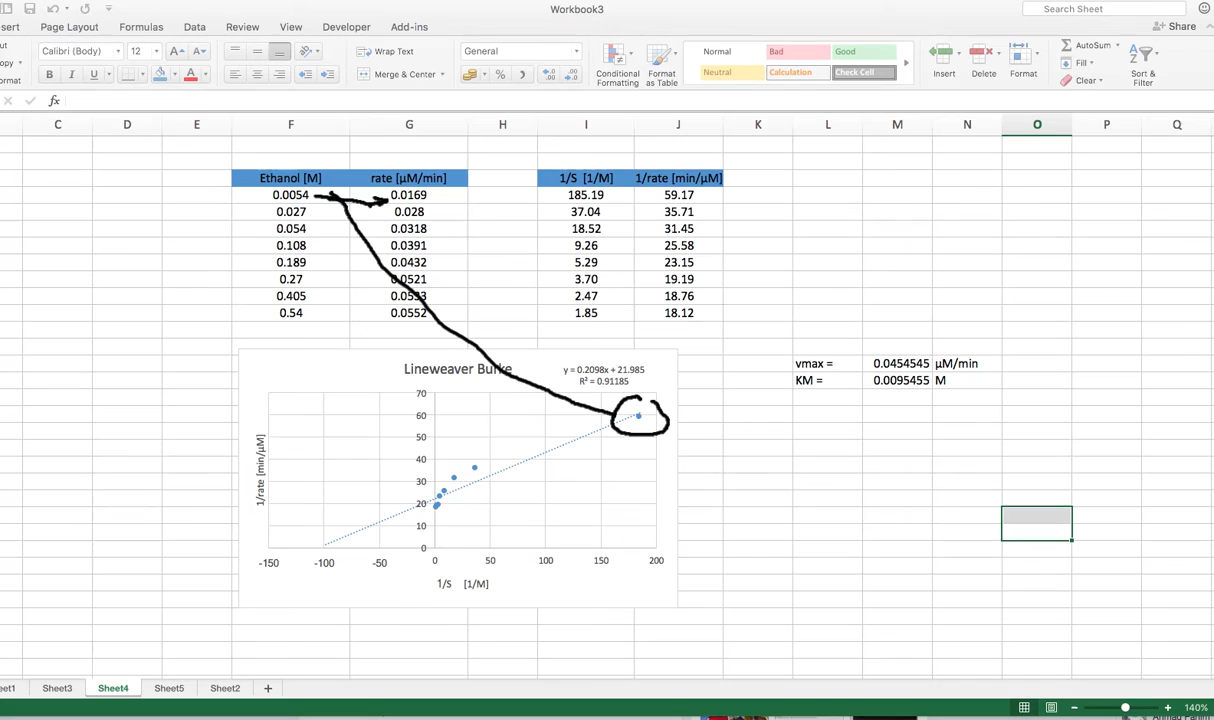 Workbook3
Search Sheet
sert Page Layout Formulas Data Review View Developer Add-ins
Share
Calibri (Body) 12 A A Wrap Text General Normal Bad Good AutoSum
B I U A Merge & Center % Conditional Formatting Format as Table Neutral Calculation Check Cell Insert Delete Format Fill Clear Sort & Filter
fx
C D E F G H I J K L M N O P Q
Ethanol [M] rate [µM/min] 1/S [1/M] 1/rate [min/µM]
0.0054 0.0169 185.19 59.17
0.027 0.028 37.04 35.71
0.054 0.0318 18.52 31.45
0.108 0.0391 9.26 25.58
0.189 0.0432 5.29 23.15
0.27 0.0521 3.70 19.19
0.405 2.47 18.76
0.54 0.0552 1.85 18.12
Lineweaver Burke
y = 0.2098x + 21.985
R² = 0.91185
vmax = 0.0454545 µM/min
KM = 0.0095455 M
70
60
50
40
30
20
10
0
1/rate [min/µM]
-150 -100 -50 0 50 100 150 200
1/S [1/M]
eet1 Sheet3 Sheet4 Sheet5 Sheet2 +
140%